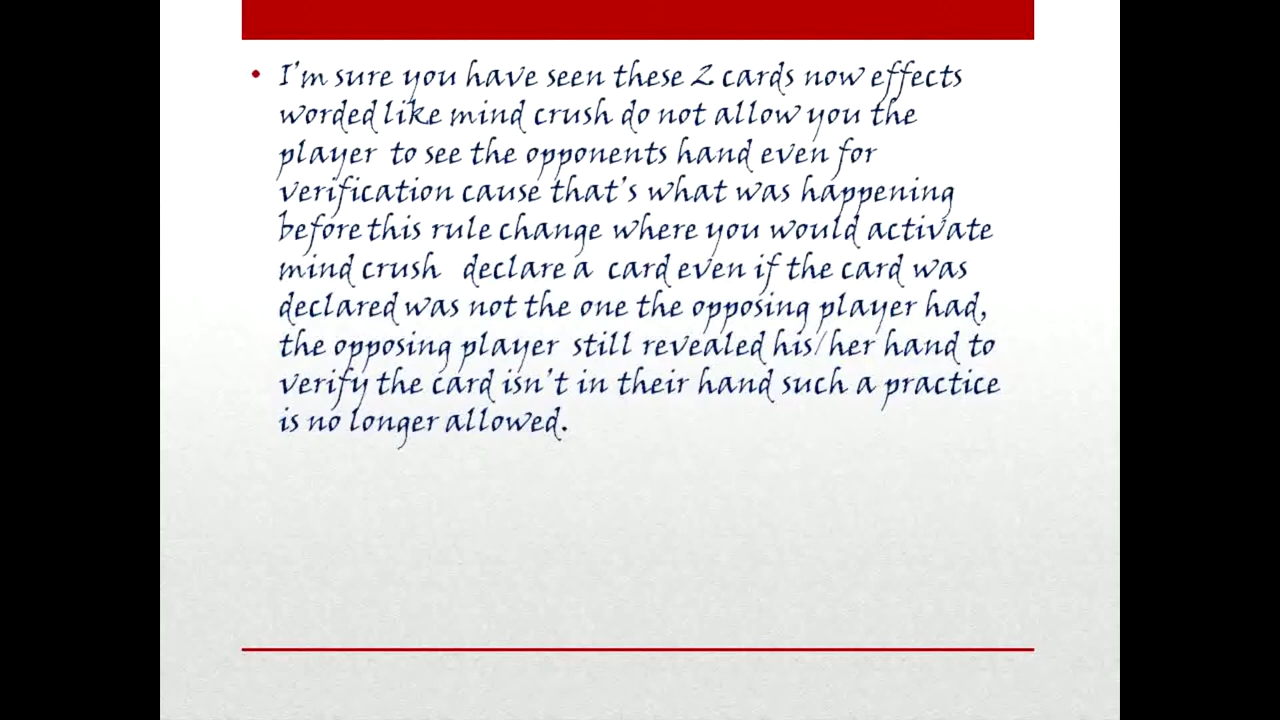 • I'm sure you have seen these 2 cards now effects
worded like mind crush do not allow you the
player to see the opponents hand even for
verification cause that's what was happening
before this rule change where you would activate
mind crush declare a card even if the card was
declared was not the one the opposing player had,
the opposing player still revealed his/her hand to
verify the card isn't in their hand such a practice
is no longer allowed.